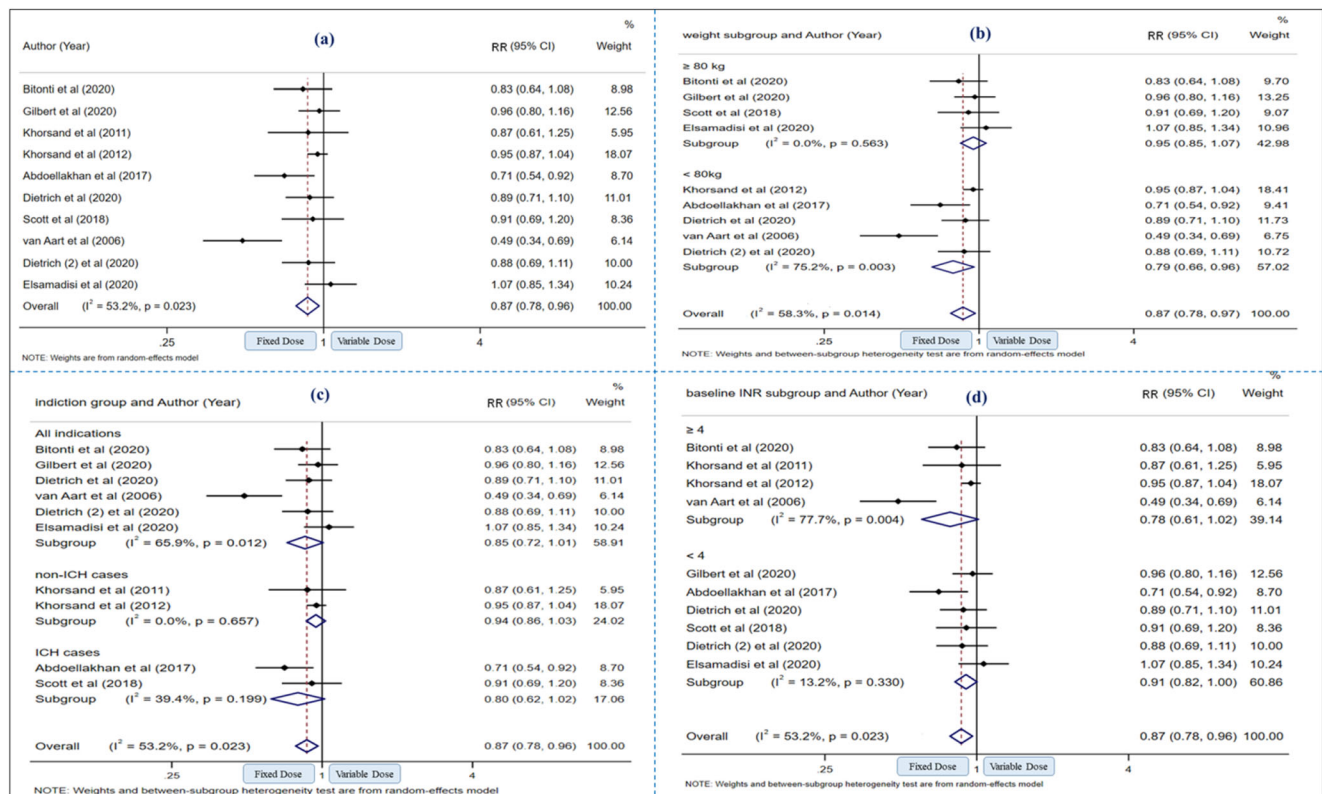 (a)
%
Author (Year) RR (95% CI) Weight
Bitonti et al (2020) 0.83 (0.64, 1.08) 8.98
Gilbert et al (2020) 0.96 (0.80, 1.16) 12.56
Khorsand et al (2011) 0.87 (0.61, 1.25) 5.95
Khorsand et al (2012) 0.95 (0.87, 1.04) 18.07
Abdoellakhan et al (2017) 0.71 (0.54, 0.92) 8.70
Dietrich et al (2020) 0.89 (0.71, 1.10) 11.01
Scott et al (2018) 0.91 (0.69, 1.20) 8.36
van Aart et al (2006) 0.49 (0.34, 0.69) 6.14
Dietrich (2) et al (2020) 0.88 (0.69, 1.11) 10.00
Elsamadisi et al (2020) 1.07 (0.85, 1.34) 10.24
Overall (I² = 53.2%, p = 0.023) 0.87 (0.78, 0.96) 100.00
.25 Fixed Dose 1 Variable Dose 4
NOTE: Weights are from random-effects model
%
weight subgroup and Author (Year) (b) RR (95% CI) Weight
≥ 80 kg
Bitonti et al (2020) 0.83 (0.64, 1.08) 9.70
Gilbert et al (2020) 0.96 (0.80, 1.16) 13.25
Scott et al (2018) 0.91 (0.69, 1.20) 9.07
Elsamadisi et al (2020) 1.07 (0.85, 1.34) 10.96
Subgroup (I² = 0.0%, p = 0.563) 0.95 (0.85, 1.07) 42.98
< 80kg
Khorsand et al (2012) 0.95 (0.87, 1.04) 18.41
Abdoellakhan et al (2017) 0.71 (0.54, 0.92) 9.41
Dietrich et al (2020) 0.89 (0.71, 1.10) 11.73
van Aart et al (2006) 0.49 (0.34, 0.69) 6.75
Dietrich (2) et al (2020) 0.88 (0.69, 1.11) 10.72
Subgroup (I² = 75.2%, p = 0.003) 0.79 (0.66, 0.96) 57.02
Overall (I² = 58.3%, p = 0.014) 0.87 (0.78, 0.97) 100.00
.25 Fixed Dose 1 Variable Dose 4
NOTE: Weights and between-subgroup heterogeneity test are from random-effects model
%
indiction group and Author (Year) (c) RR (95% CI) Weight
All indications
Bitonti et al (2020) 0.83 (0.64, 1.08) 8.98
Gilbert et al (2020) 0.96 (0.80, 1.16) 12.56
Dietrich et al (2020) 0.89 (0.71, 1.10) 11.01
van Aart et al (2006) 0.49 (0.34, 0.69) 6.14
Dietrich (2) et al (2020) 0.88 (0.69, 1.11) 10.00
Elsamadisi et al (2020) 1.07 (0.85, 1.34) 10.24
Subgroup (I² = 65.9%, p = 0.012) 0.85 (0.72, 1.01) 58.91
non-ICH cases
Khorsand et al (2011) 0.87 (0.61, 1.25) 5.95
Khorsand et al (2012) 0.95 (0.87, 1.04) 18.07
Subgroup (I² = 0.0%, p = 0.657) 0.94 (0.86, 1.03) 24.02
ICH cases
Abdoellakhan et al (2017) 0.71 (0.54, 0.92) 8.70
Scott et al (2018) 0.91 (0.69, 1.20) 8.36
Subgroup (I² = 39.4%, p = 0.199) 0.80 (0.62, 1.02) 17.06
Overall (I² = 53.2%, p = 0.023) 0.87 (0.78, 0.96) 100.00
.25 Fixed Dose 1 Variable Dose 4
NOTE: Weights and between-subgroup heterogeneity test are from random-effects model
%
baseline INR subgroup and Author (Year) (d) RR (95% CI) Weight
≥ 4
Bitonti et al (2020) 0.83 (0.64, 1.08) 8.98
Khorsand et al (2011) 0.87 (0.61, 1.25) 5.95
Khorsand et al (2012) 0.95 (0.87, 1.04) 18.07
van Aart et al (2006) 0.49 (0.34, 0.69) 6.14
Subgroup (I² = 77.7%, p = 0.004) 0.78 (0.61, 1.02) 39.14
< 4
Gilbert et al (2020) 0.96 (0.80, 1.16) 12.56
Abdoellakhan et al (2017) 0.71 (0.54, 0.92) 8.70
Dietrich et al (2020) 0.89 (0.71, 1.10) 11.01
Scott et al (2018) 0.91 (0.69, 1.20) 8.36
Dietrich (2) et al (2020) 0.88 (0.69, 1.11) 10.00
Elsamadisi et al (2020) 1.07 (0.85, 1.34) 10.24
Subgroup (I² = 13.2%, p = 0.330) 0.91 (0.82, 1.00) 60.86
Overall (I² = 53.2%, p = 0.023) 0.87 (0.78, 0.96) 100.00
.25 Fixed Dose 1 Variable Dose 4
NOTE: Weights and between-subgroup heterogeneity test are from random-effects model